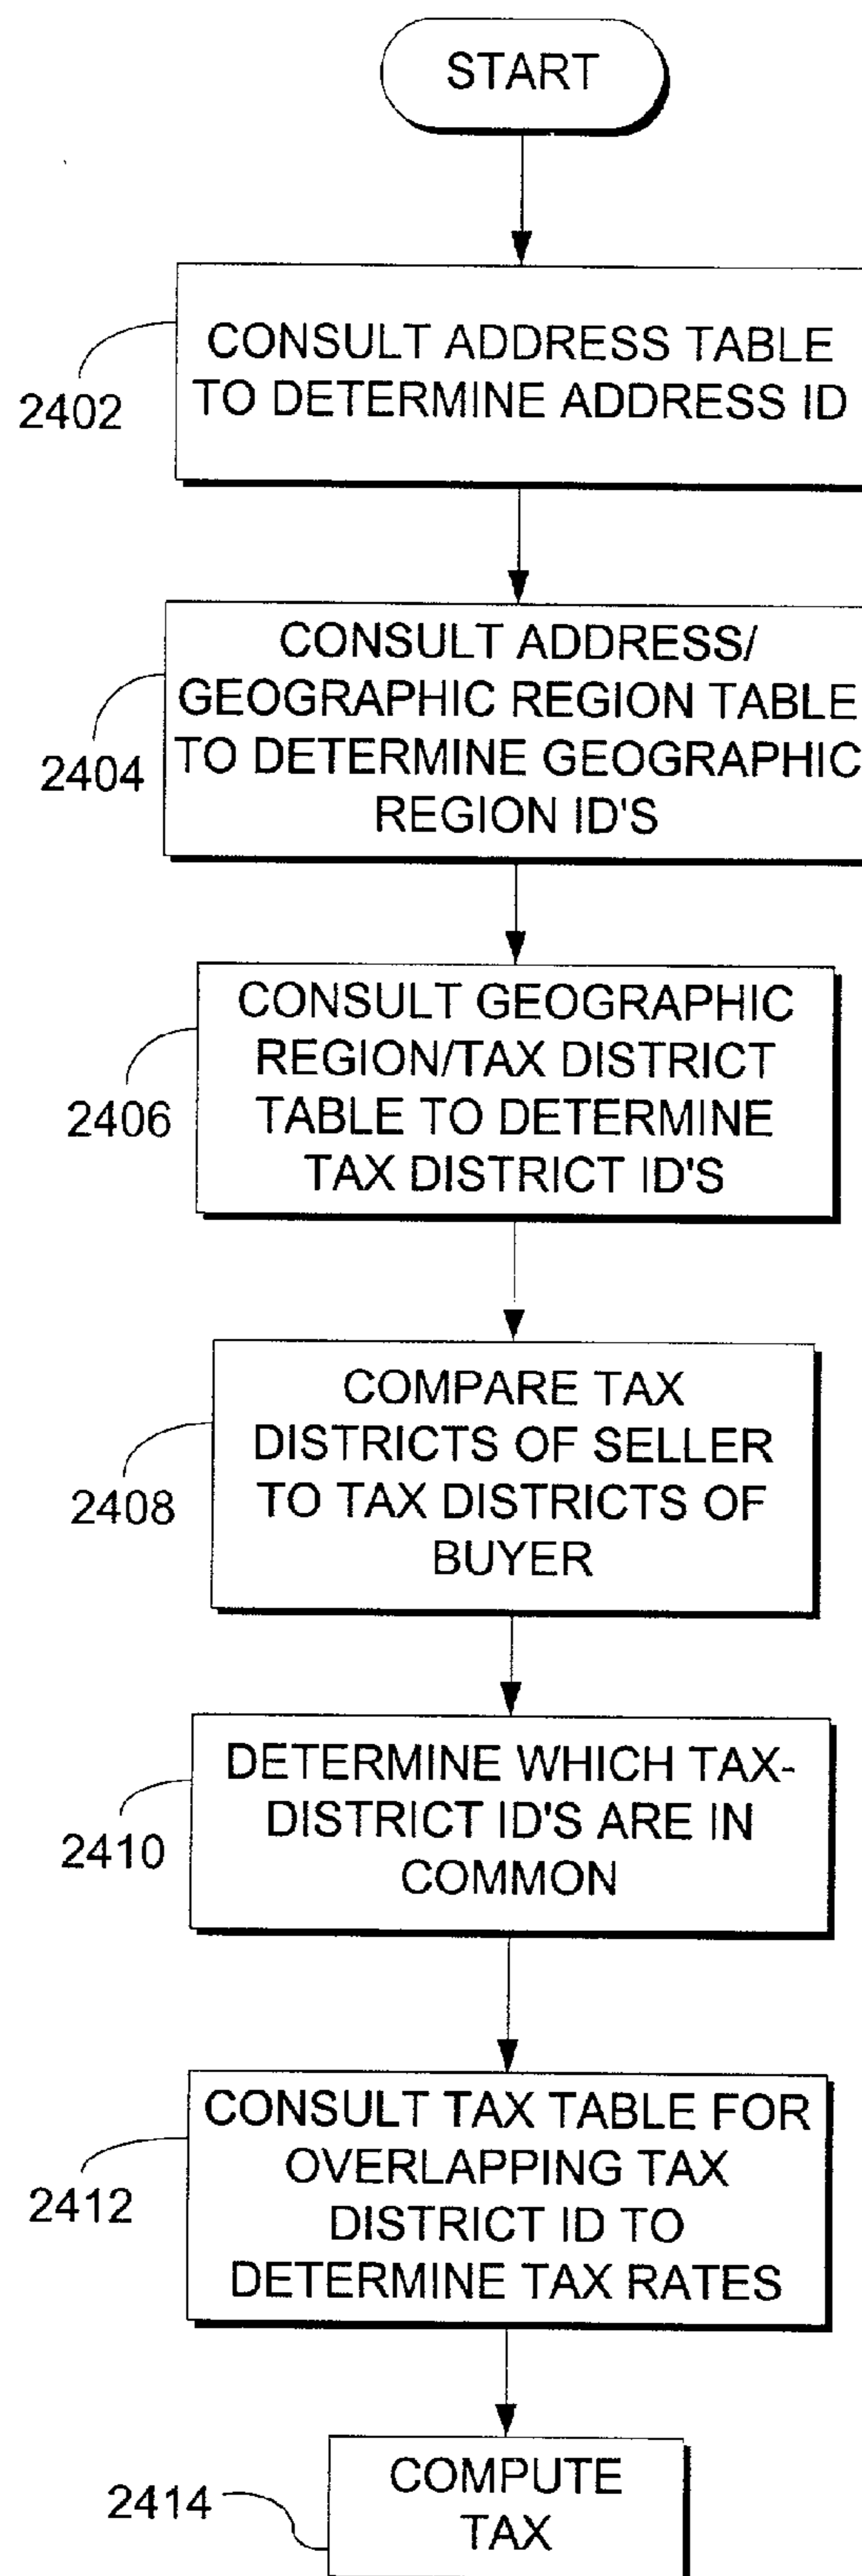 START
CONSULT ADDRESS TABLE
TO DETERMINE ADDRESS ID
2402
CONSULT ADDRESS/
GEOGRAPHIC REGION TABLE
TO DETERMINE GEOGRAPHIC
REGION ID'S
2404
CONSULT GEOGRAPHIC
REGION/TAX DISTRICT
TABLE TO DETERMINE
TAX DISTRICT ID'S
2406
COMPARE TAX
DISTRICTS OF SELLER
TO TAX DISTRICTS OF
BUYER
2408
DETERMINE WHICH TAX-
DISTRICT ID'S ARE IN
COMMON
2410
CONSULT TAX TABLE FOR
OVERLAPPING TAX
DISTRICT ID TO
DETERMINE TAX RATES
2412
COMPUTE
TAX
2414